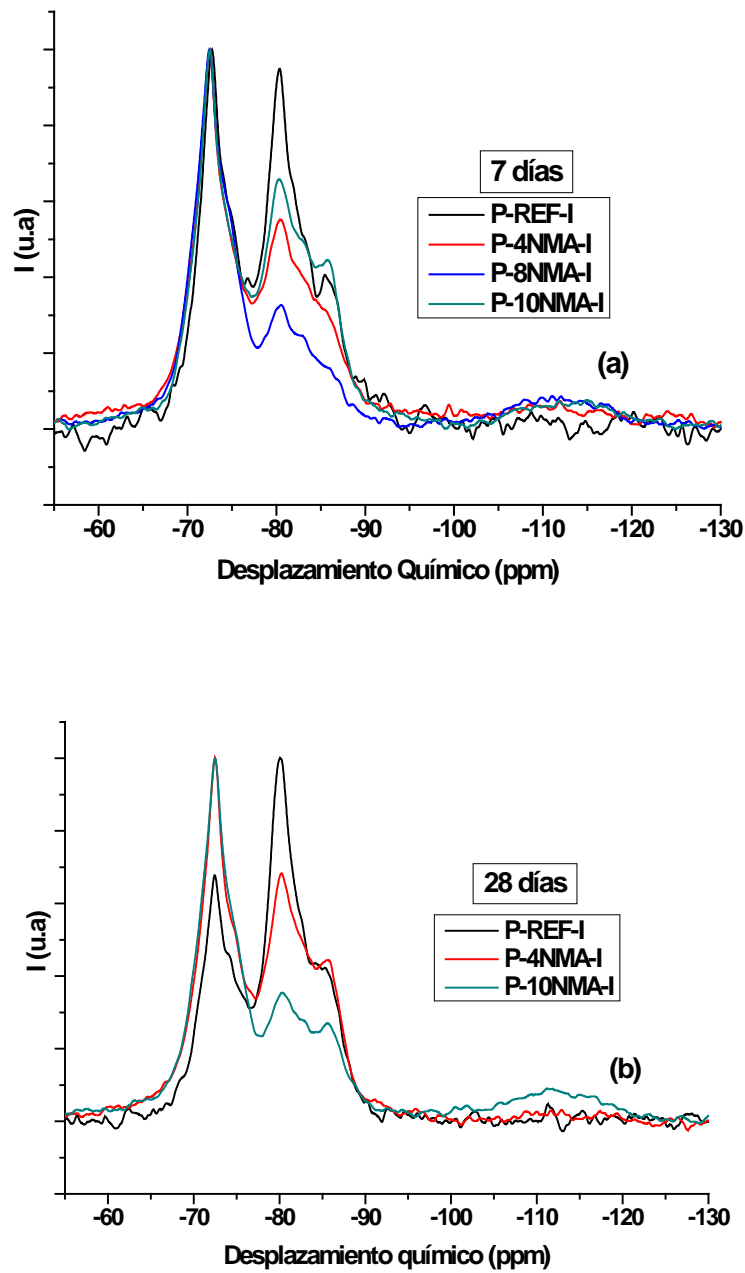 I (u.a)
7 días
P-REF-I
P-4NMA-I
P-8NMA-I
P-10NMA-I
(a)
-60 -70 -80 -90 -100 -110 -120 -130
Desplazamiento Químico (ppm)
I (u.a)
28 días
P-REF-I
P-4NMA-I
P-10NMA-I
(b)
-60 -70 -80 -90 -100 -110 -120 -130
Desplazamiento químico (ppm)